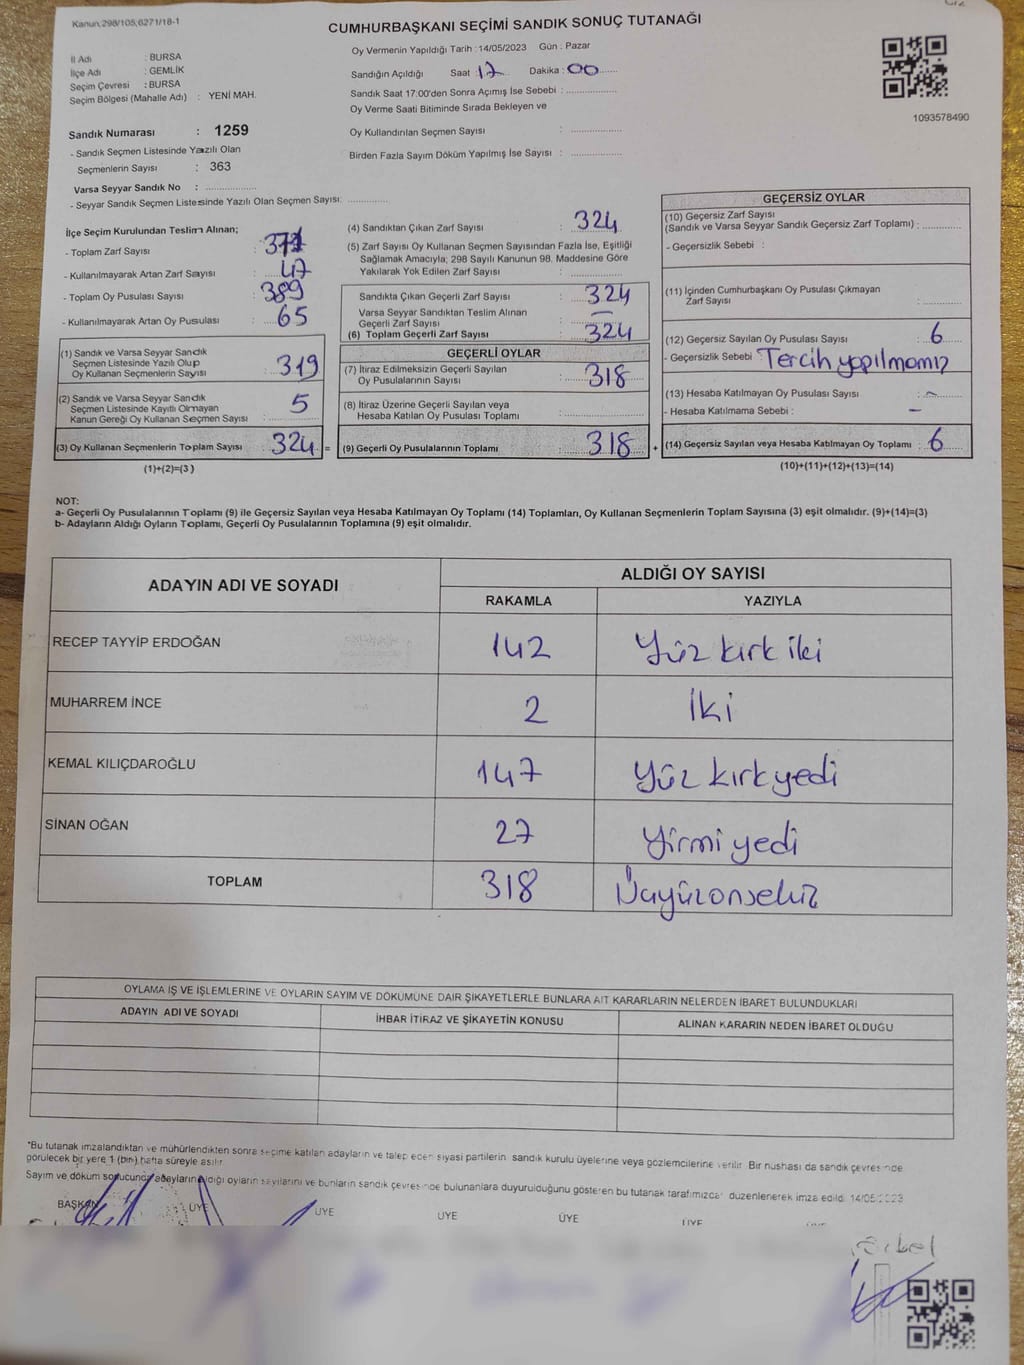 Kanun,298/105,6271/18-1
CUMHURBAŞKANI SEÇİMİ SANDIK SONUÇ TUTANAĞI
İl Adı : BURSA
İlçe Adı : GEMLİK
Seçim Çevresi : BURSA
Seçim Bölgesi (Mahalle Adı) : YENİ MAH.
Sandık Numarası : 1259
- Sandık Seçmen Listesinde Yazılı Olan
Seçmenlerin Sayısı : 363
Varsa Seyyar Sandık No :
- Seyyar Sandık Seçmen Listesinde Yazılı Olan Seçmen Sayısı:
Oy Vermenin Yapıldığı Tarih : 14/05/2023 Gün : Pazar
Sandığın Açıldığı Saat : 17 Dakika : 00
Sandık Saat 17:00'den Sonra Açımış İse Sebebi :
Oy Verme Saati Bitiminde Sırada Bekleyen ve
Oy Kullandırılan Seçmen Sayısı :
Birden Fazla Sayım Döküm Yapılmış İse Sayısı :
1093578490
İlçe Seçim Kurulundan Teslim Alınan;
- Toplam Zarf Sayısı : 371
- Kullanılmayarak Artan Zarf Sayısı : 47
- Toplam Oy Pusulası Sayısı : 389
- Kullanılmayarak Artan Oy Pusulası : 65
(1) Sandık ve Varsa Seyyar Sandık
Seçmen Listesinde Yazılı Olup
Oy Kullanan Seçmenlerin Sayısı : 319
(2) Sandık ve Varsa Seyyar Sandık
Seçmen Listesinde Kayıtlı Olmayan
Kanun Gereği Oy Kullanan Seçmen Sayısı : 5
(3) Oy Kullanan Seçmenlerin Toplam Sayısı : 324 =
(1)+(2)=(3)
(4) Sandıktan Çıkan Zarf Sayısı : 324
(5) Zarf Sayısı Oy Kullanan Seçmen Sayısından Fazla İse, Eşitliği
Sağlamak Amacıyla; 298 Sayılı Kanunun 98. Maddesine Göre
Yakılarak Yok Edilen Zarf Sayısı :
Sandıkta Çıkan Geçerli Zarf Sayısı : 324
Varsa Seyyar Sandıktan Teslim Alınan
Geçerli Zarf Sayısı : —
(6) Toplam Geçerli Zarf Sayısı : 324
GEÇERLİ OYLAR
(7) İtiraz Edilmeksizin Geçerli Sayılan
Oy Pusulalarının Sayısı : 318
(8) İtiraz Üzerine Geçerli Sayılan veya
Hesaba Katılan Oy Pusulası Toplamı :
(9) Geçerli Oy Pusulalarının Toplamı : 318 +
GEÇERSİZ OYLAR
(10) Geçersiz Zarf Sayısı
(Sandık ve Varsa Seyyar Sandık Geçersiz Zarf Toplamı) :
- Geçersizlik Sebebi :
(11) İçinden Cumhurbaşkanı Oy Pusulası Çıkmayan
Zarf Sayısı :
(12) Geçersiz Sayılan Oy Pusulası Sayısı : 6
- Geçersizlik Sebebi : Tercih yapılmamız
(13) Hesaba Katılmayan Oy Pusulası Sayısı : —
- Hesaba Katılmama Sebebi : —
(14) Geçersiz Sayılan veya Hesaba Katılmayan Oy Toplamı : 6
(10)+(11)+(12)+(13)=(14)
NOT:
a- Geçerli Oy Pusulalarının Toplamı (9) ile Geçersiz Sayılan veya Hesaba Katılmayan Oy Toplamı (14) Toplamları, Oy Kullanan Seçmenlerin Toplam Sayısına (3) eşit olmalıdır. (9)+(14)=(3)
b- Adayların Aldığı Oyların Toplamı, Geçerli Oy Pusulalarının Toplamına (9) eşit olmalıdır.
ADAYIN ADI VE SOYADI ALDIĞI OY SAYISI
RAKAMLA YAZIYLA
RECEP TAYYİP ERDOĞAN 142 Yüz kırk iki
MUHARREM İNCE 2 İki
KEMAL KILIÇDAROĞLU 147 Yüz kırk yedi
SİNAN OĞAN 27 Yirmi yedi
TOPLAM 318 Üçyüzonsekiz
OYLAMA İŞ VE İŞLEMLERİNE VE OYLARIN SAYIM VE DÖKÜMÜNE DAİR ŞİKAYETLERLE BUNLARA AİT KARARLARIN NELERDEN İBARET BULUNDUKLARI
ADAYIN ADI VE SOYADI İHBAR İTİRAZ VE ŞİKAYETİN KONUSU ALINAN KARARIN NEDEN İBARET OLDUĞU
*Bu tutanak imzalandıktan ve mühürlendikten sonra seçime katılan adayların ve talep eden siyasi partilerin sandık kurulu üyelerine veya gözlemcilerine verilir. Bir nushası da sandık çevresinde
görülecek bir yere 1 (bir) hafta süreyle asılır.
Sayım ve döküm sonucunda adayların aldığı oyların sayılarını ve bunların sandık çevresinde bulunanlara duyurulduğunu gösteren bu tutanak tarafımızca düzenlenerek imza edildi. 14/05/2023
BAŞKAN ÜYE ÜYE ÜYE ÜYE ÜYE
Sibel